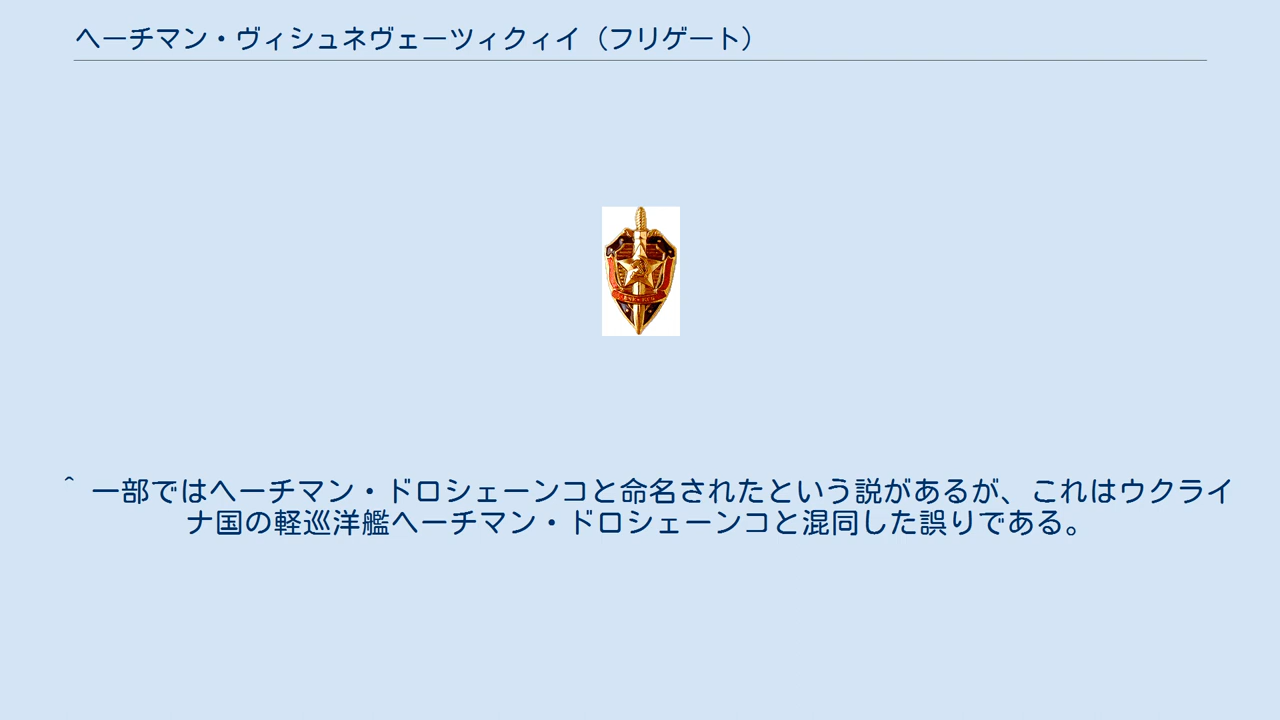 ヘーチマン・ヴィシュネヴェーツィクィイ（フリゲート）
^ 一部ではヘーチマン・ドロシェーンコと命名されたという説があるが、これはウクライ
ナ国の軽巡洋艦ヘーチマン・ドロシェーンコと混同した誤りである。